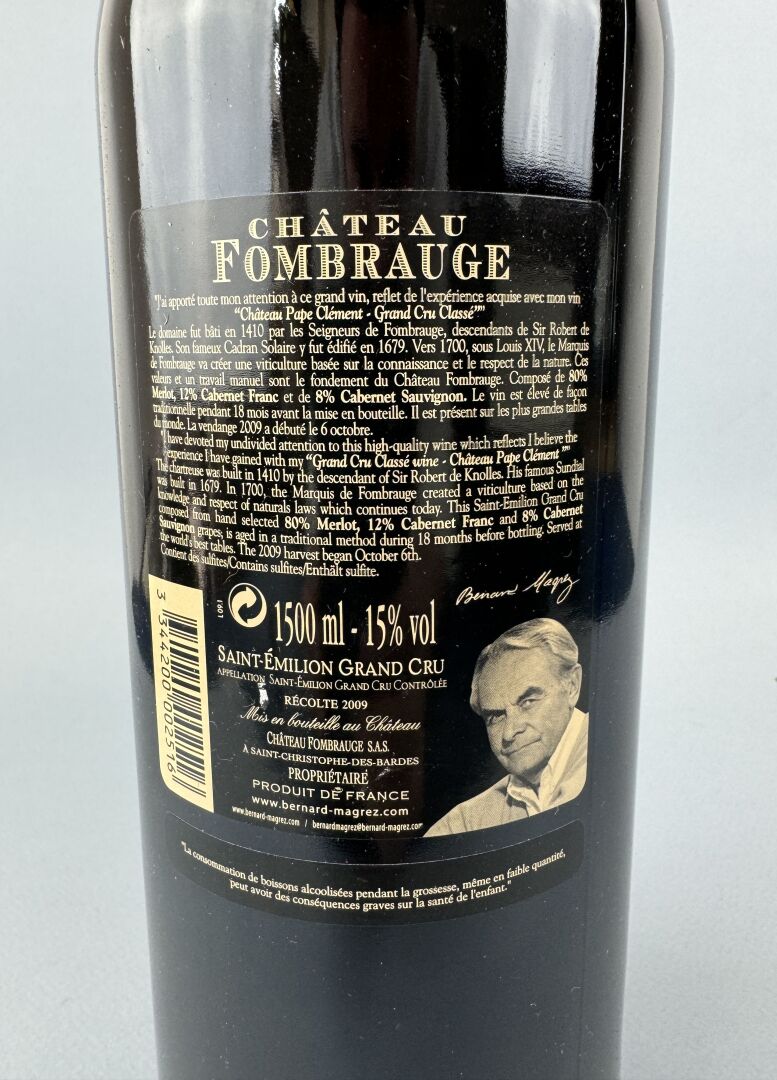 CHÂTEAU
FOMBRAUGE
"J'ai apporté toute mon attention à ce grand vin, reflet de l'expérience acquise avec mon vin
"Château Pape Clément - Grand Cru Classé""
Le domaine fut bâti en 1410 par les Seigneurs de Fombrauge, descendants de Sir Robert de
Knolles. Son fameux Cadran Solaire y fut édifié en 1679. Vers 1700, sous Louis XIV, le Marquis
de Fombrauge va créer une viticulture basée sur la connaissance et le respect de la nature. Ces
valeurs et un travail manuel sont le fondement du Château Fombrauge. Composé de 80%
Merlot, 12% Cabernet Franc et de 8% Cabernet Sauvignon. Le vin est élevé de façon
traditionnelle pendant 18 mois avant la mise en bouteille. Il est présent sur les plus grandes tables
du monde. La vendange 2009 a débuté le 6 octobre.
"I have devoted my undivided attention to this high-quality wine which reflects I believe the
experience I have gained with my "Grand Cru Classé wine - Château Pape Clément""
The chartreuse was built in 1410 by the descendant of Sir Robert de Knolles. His famous Sundial
was built in 1679. In 1700, the Marquis de Fombrauge created a viticulture based on the
knowledge and respect of naturals laws which continues today. This Saint-Emilion Grand Cru
composed from hand selected 80% Merlot, 12% Cabernet Franc and 8% Cabernet
Sauvignon grapes, is aged in a traditional method during 18 months before bottling. Served at
the world's best tables. The 2009 harvest began October 6th.
Contient des sulfites/Contains sulfites/Enthält sulfite.
L 09.1
1500 ml - 15% vol
Bernard Magrez
SAINT-ÉMILION GRAND CRU
APPELLATION SAINT-ÉMILION GRAND CRU CONTRÔLÉE
RÉCOLTE 2009
Mis en bouteille au Château
CHÂTEAU FOMBRAUGE S.A.S.
À SAINT-CHRISTOPHE-DES-BARDES
PROPRIÉTAIRE
PRODUIT DE FRANCE
www.bernard-magrez.com
www.bernard-magrez.com / bernardmagrez@bernard-magrez.com
3 344200 002516
"La consommation de boissons alcoolisées pendant la grossesse, même en faible quantité,
peut avoir des conséquences graves sur la santé de l'enfant."